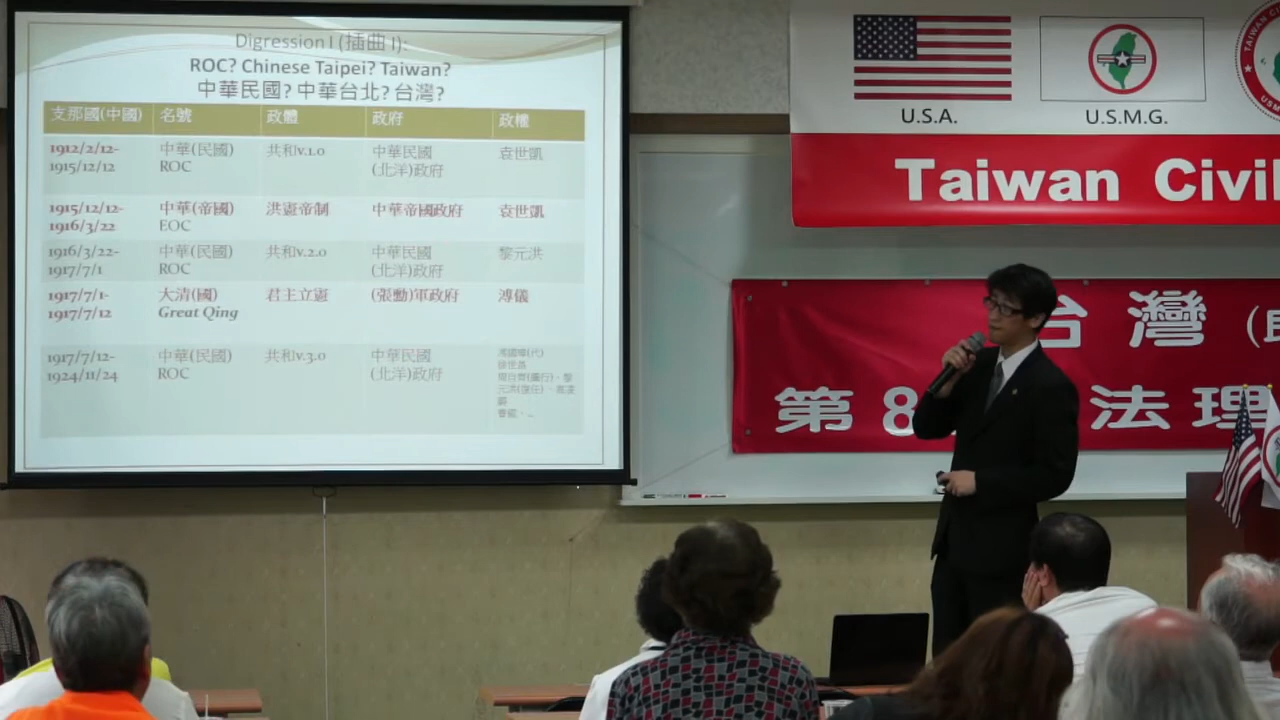 Digression I (插曲 I):
ROC? Chinese Taipei? Taiwan?
中華民國? 中華台北? 台灣?
支那國(中國) 名號 政體 政府 政權
1912/2/12-
1915/12/12
中華(民國)
ROC
共和v.1.0
中華民國
(北洋)政府
袁世凱
1915/12/12-
1916/3/22
中華(帝國)
EOC
洪憲帝制
中華帝國政府
袁世凱
1916/3/22-
1917/7/1
中華(民國)
ROC
共和v.2.0
中華民國
(北洋)政府
黎元洪
1917/7/1-
1917/7/12
大清(國)
Great Qing
君主立憲
(張勳)軍政府
溥儀
1917/7/12-
1924/11/24
中華(民國)
ROC
共和v.3.0
中華民國
(北洋)政府
U.S.A.
U.S.M.G.
TAIWAN
Taiwan Civil
台灣
第8
法理